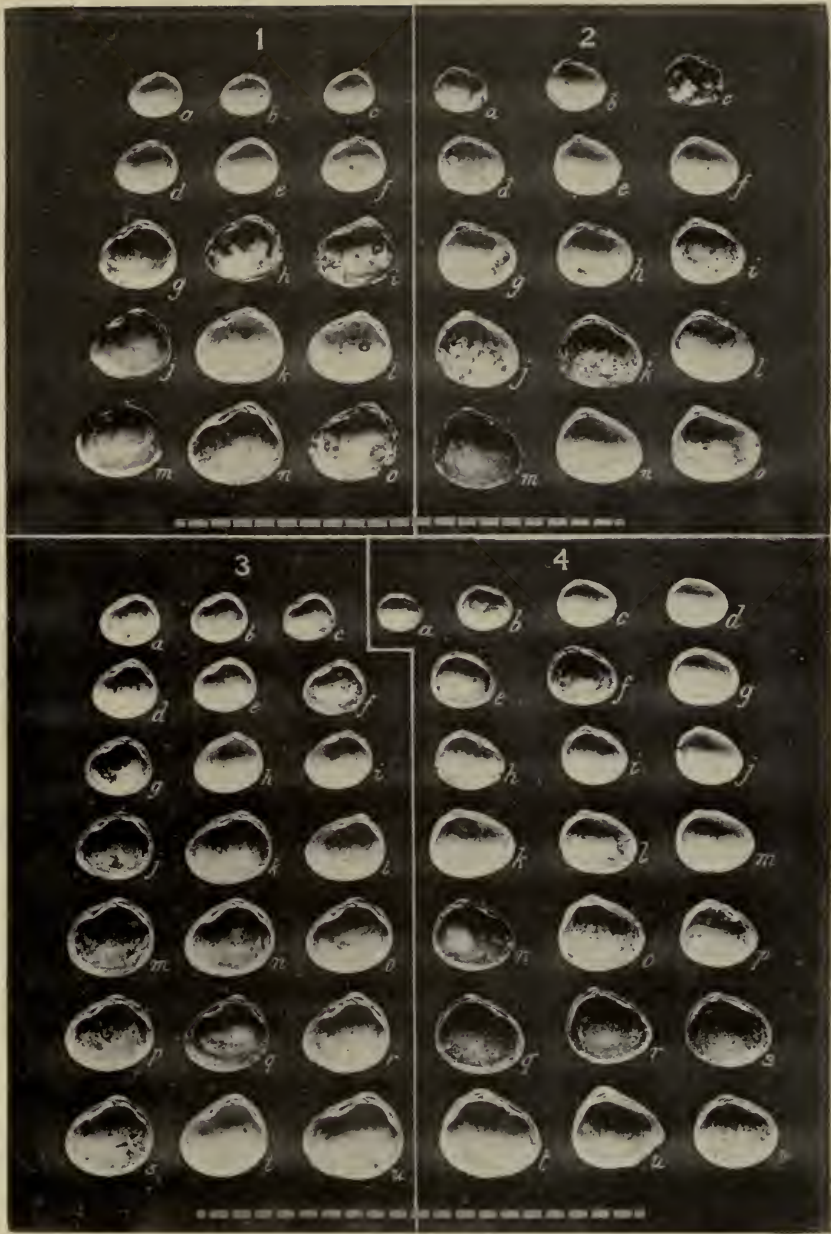 1
a b c
d e f
g h i
j k l
m n o
2
a b c
d e f
g h i
j k l
m n o
3
a b c
d e f
g h i
j k l
m n o
p q r
s t u
4
a b c d
e f g
h i j
k l m
n o p
q r s
t u v